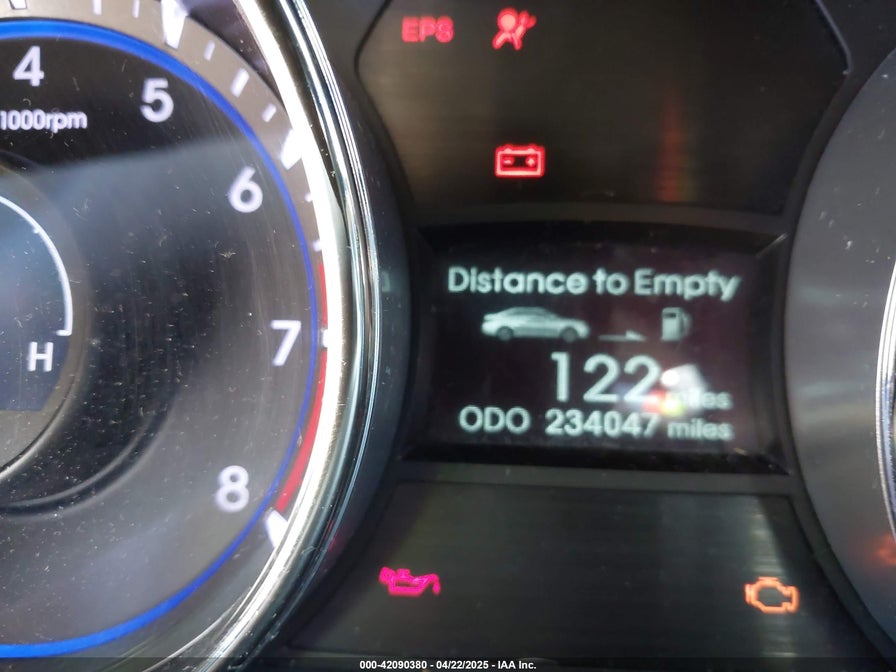 EPS
4
5
x1000rpm
6
7
8
H
Distance to Empty
122 miles
ODO 234047 miles
000-42090380 - 04/22/2025 - IAA Inc.